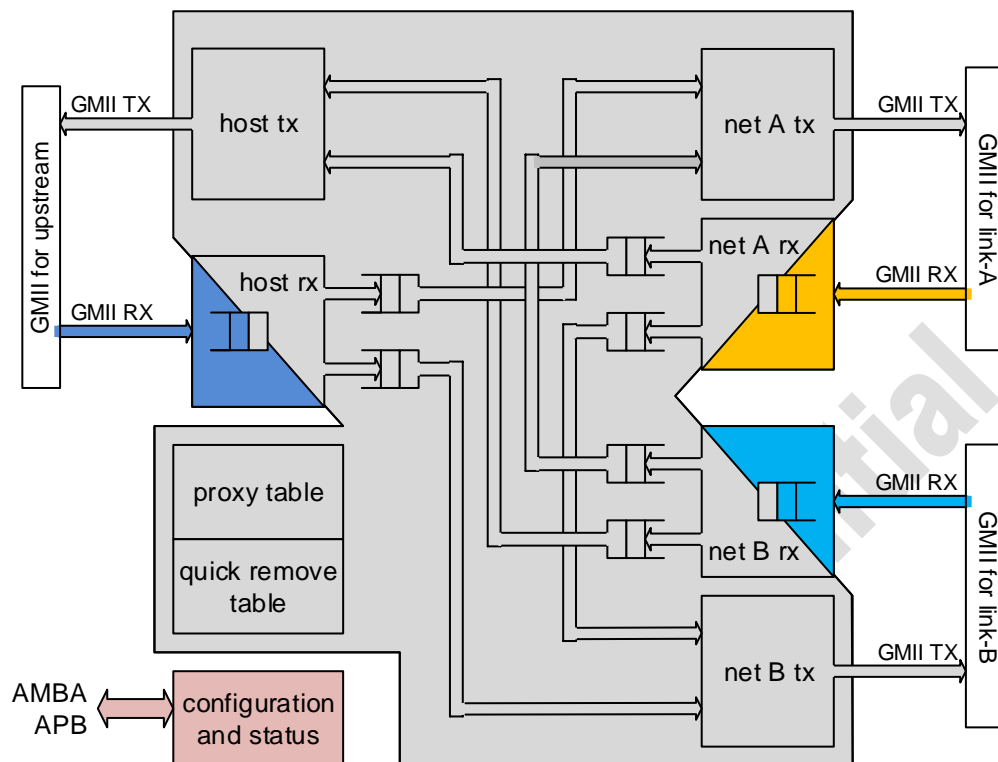 GMII TX
host tx
net A tx
GMII TX
GMII for upstream
GMII for link-A
host rx
net A rx
GMII RX
GMII RX
proxy table
quick remove
table
GMII RX
net B rx
GMII for link-B
net B tx
GMII TX
AMBA
APB
configuration
and status